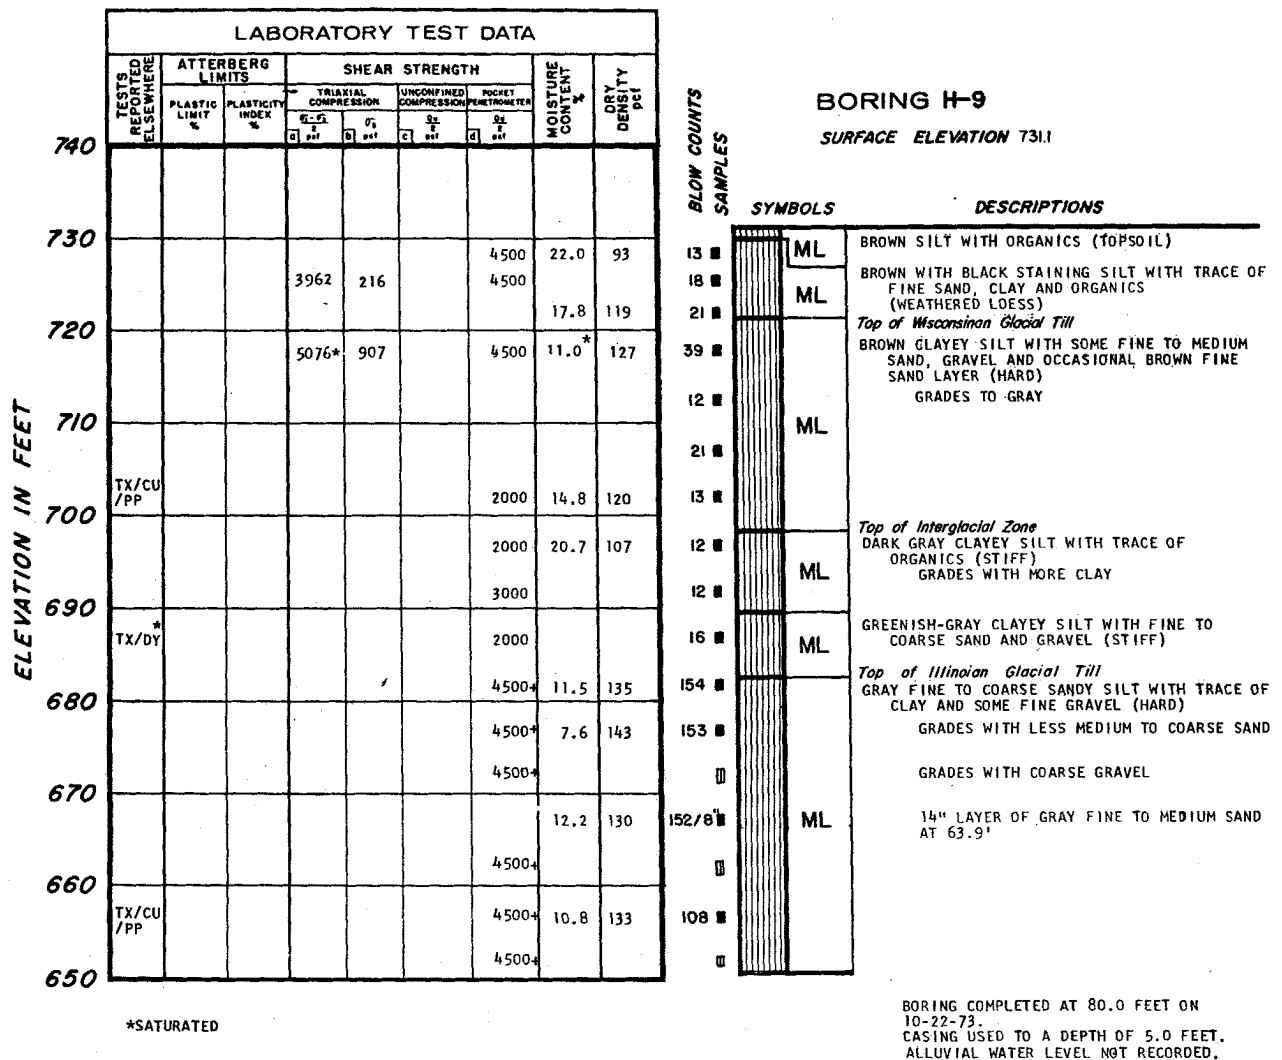 LABORATORY TEST DATA
TESTS REPORTED ELSEWHERE
ATTERBERG LIMITS
SHEAR STRENGTH
MOISTURE CONTENT %
DRY DENSITY pcf
PLASTIC LIMIT %
PLASTICITY INDEX %
TRIAXIAL COMPRESSION
UNCONFINED COMPRESSION
POCKET PENETROMETER
a psf
b psf
c psf
d psf
BLOW COUNTS
SAMPLES
BORING H-9
SURFACE ELEVATION 731.1
SYMBOLS
DESCRIPTIONS
ELEVATION IN FEET
740
730
4500 22.0 93
13
ML
BROWN SILT WITH ORGANICS (TOPSOIL)
3962 216 4500
18
ML
BROWN WITH BLACK STAINING SILT WITH TRACE OF
FINE SAND, CLAY AND ORGANICS
(WEATHERED LOESS)
17.8 119
21
720
Top of Wisconsinan Glacial Till
5076* 907 4500 11.0* 127
39
BROWN CLAYEY SILT WITH SOME FINE TO MEDIUM
SAND, GRAVEL AND OCCASIONAL BROWN FINE
SAND LAYER (HARD)
12
GRADES TO GRAY
710
ML
21
TX/CU
/PP
2000 14.8 120
13
700
Top of Interglacial Zone
2000 20.7 107
12
DARK GRAY CLAYEY SILT WITH TRACE OF
ORGANICS (STIFF)
GRADES WITH MORE CLAY
ML
3000
12
690
TX/DY*
2000
16
ML
GREENISH-GRAY CLAYEY SILT WITH FINE TO
COARSE SAND AND GRAVEL (STIFF)
Top of Illinoian Glacial Till
4500+ 11.5 135
154
GRAY FINE TO COARSE SANDY SILT WITH TRACE OF
CLAY AND SOME FINE GRAVEL (HARD)
680
4500+ 7.6 143
153
GRADES WITH LESS MEDIUM TO COARSE SAND
4500+
GRADES WITH COARSE GRAVEL
670
12.2 130
152/8"
ML
14" LAYER OF GRAY FINE TO MEDIUM SAND
AT 63.9'
4500+
660
TX/CU
/PP
4500+ 10.8 133
108
4500+
650
*SATURATED
BORING COMPLETED AT 80.0 FEET ON
10-22-73.
CASING USED TO A DEPTH OF 5.0 FEET.
ALLUVIAL WATER LEVEL NOT RECORDED.